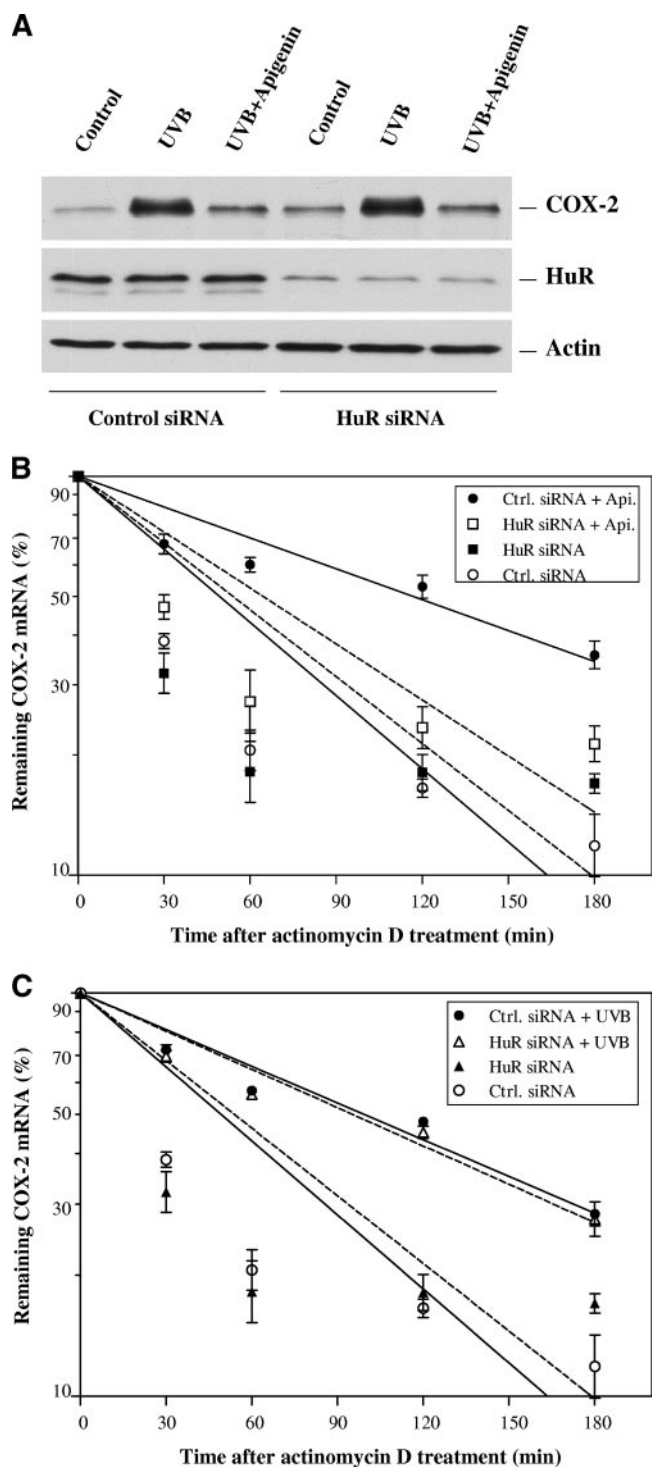 A
Control
UVB
UVB+Apigenin
Control
UVB
UVB+Apigenin
COX-2
HuR
Actin
Control siRNA
HuR siRNA
B
Remaining COX-2 mRNA (%)
90
70
50
30
10
Ctrl. siRNA + Api.
HuR siRNA + Api.
HuR siRNA
Ctrl. siRNA
0 30 60 90 120 150 180
Time after actinomycin D treatment (min)
C
Remaining COX-2 mRNA (%)
90
70
50
30
10
Ctrl. siRNA + UVB
HuR siRNA + UVB
HuR siRNA
Ctrl. siRNA
0 30 60 90 120 150 180
Time after actinomycin D treatment (min)